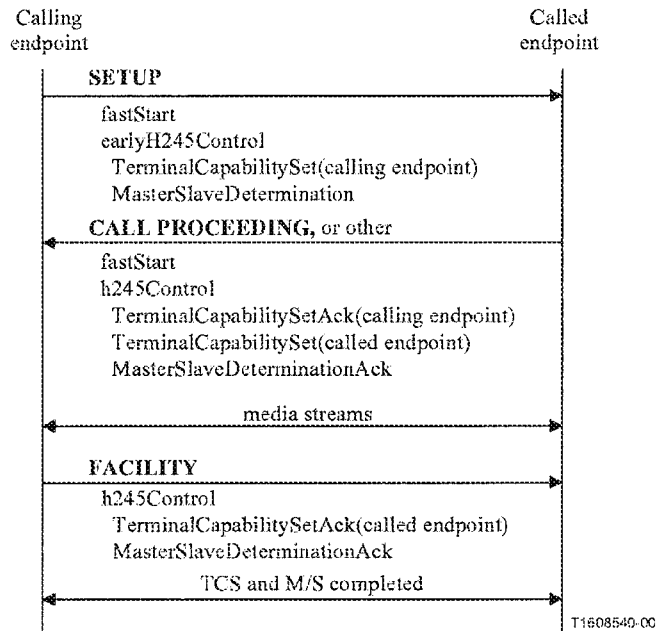 Calling
endpoint
Called
endpoint
SETUP
fastStart
earlyH245Control
TerminalCapabilitySet(calling endpoint)
MasterSlaveDetermination
CALL PROCEEDING, or other
fastStart
h245Control
TerminalCapabilitySetAck(calling endpoint)
TerminalCapabilitySet(called endpoint)
MasterSlaveDeterminationAck
media streams
FACILITY
h245Control
TerminalCapabilitySetAck(called endpoint)
MasterSlaveDeterminationAck
TCS and M/S completed
T1608540-00